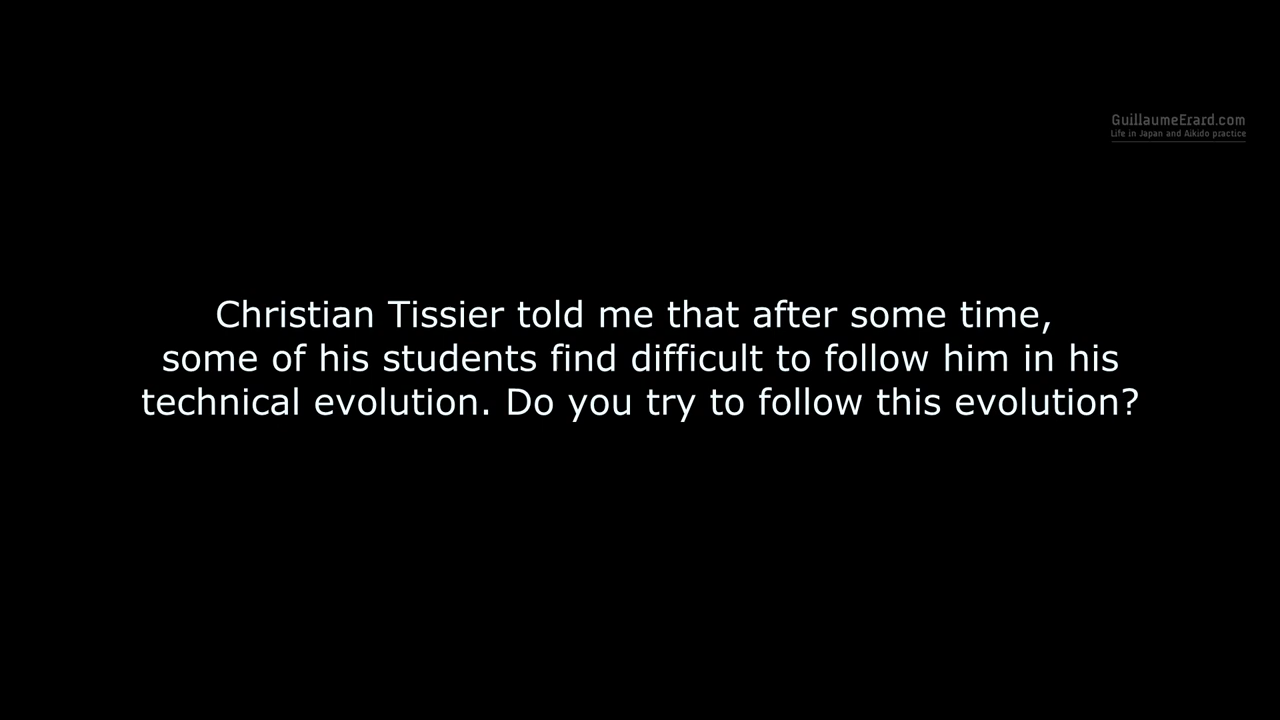 GuillaumeErard.com
Life in Japan and Aikido practice
Christian Tissier told me that after some time,
some of his students find difficult to follow him in his
technical evolution. Do you try to follow this evolution?